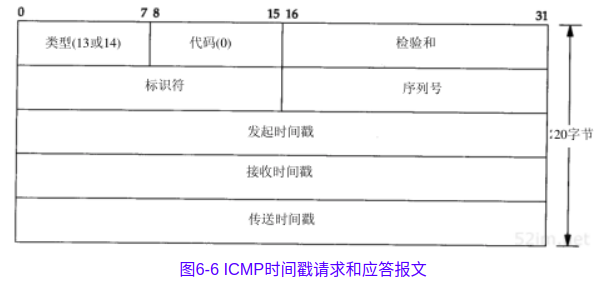 0 7 8 15 16 31
类型(13或14) 代码(0) 检验和
标识符 序列号
发起时间戳
20字节
接收时间戳
传送时间戳
52im.net
图6-6 ICMP时间戳请求和应答报文